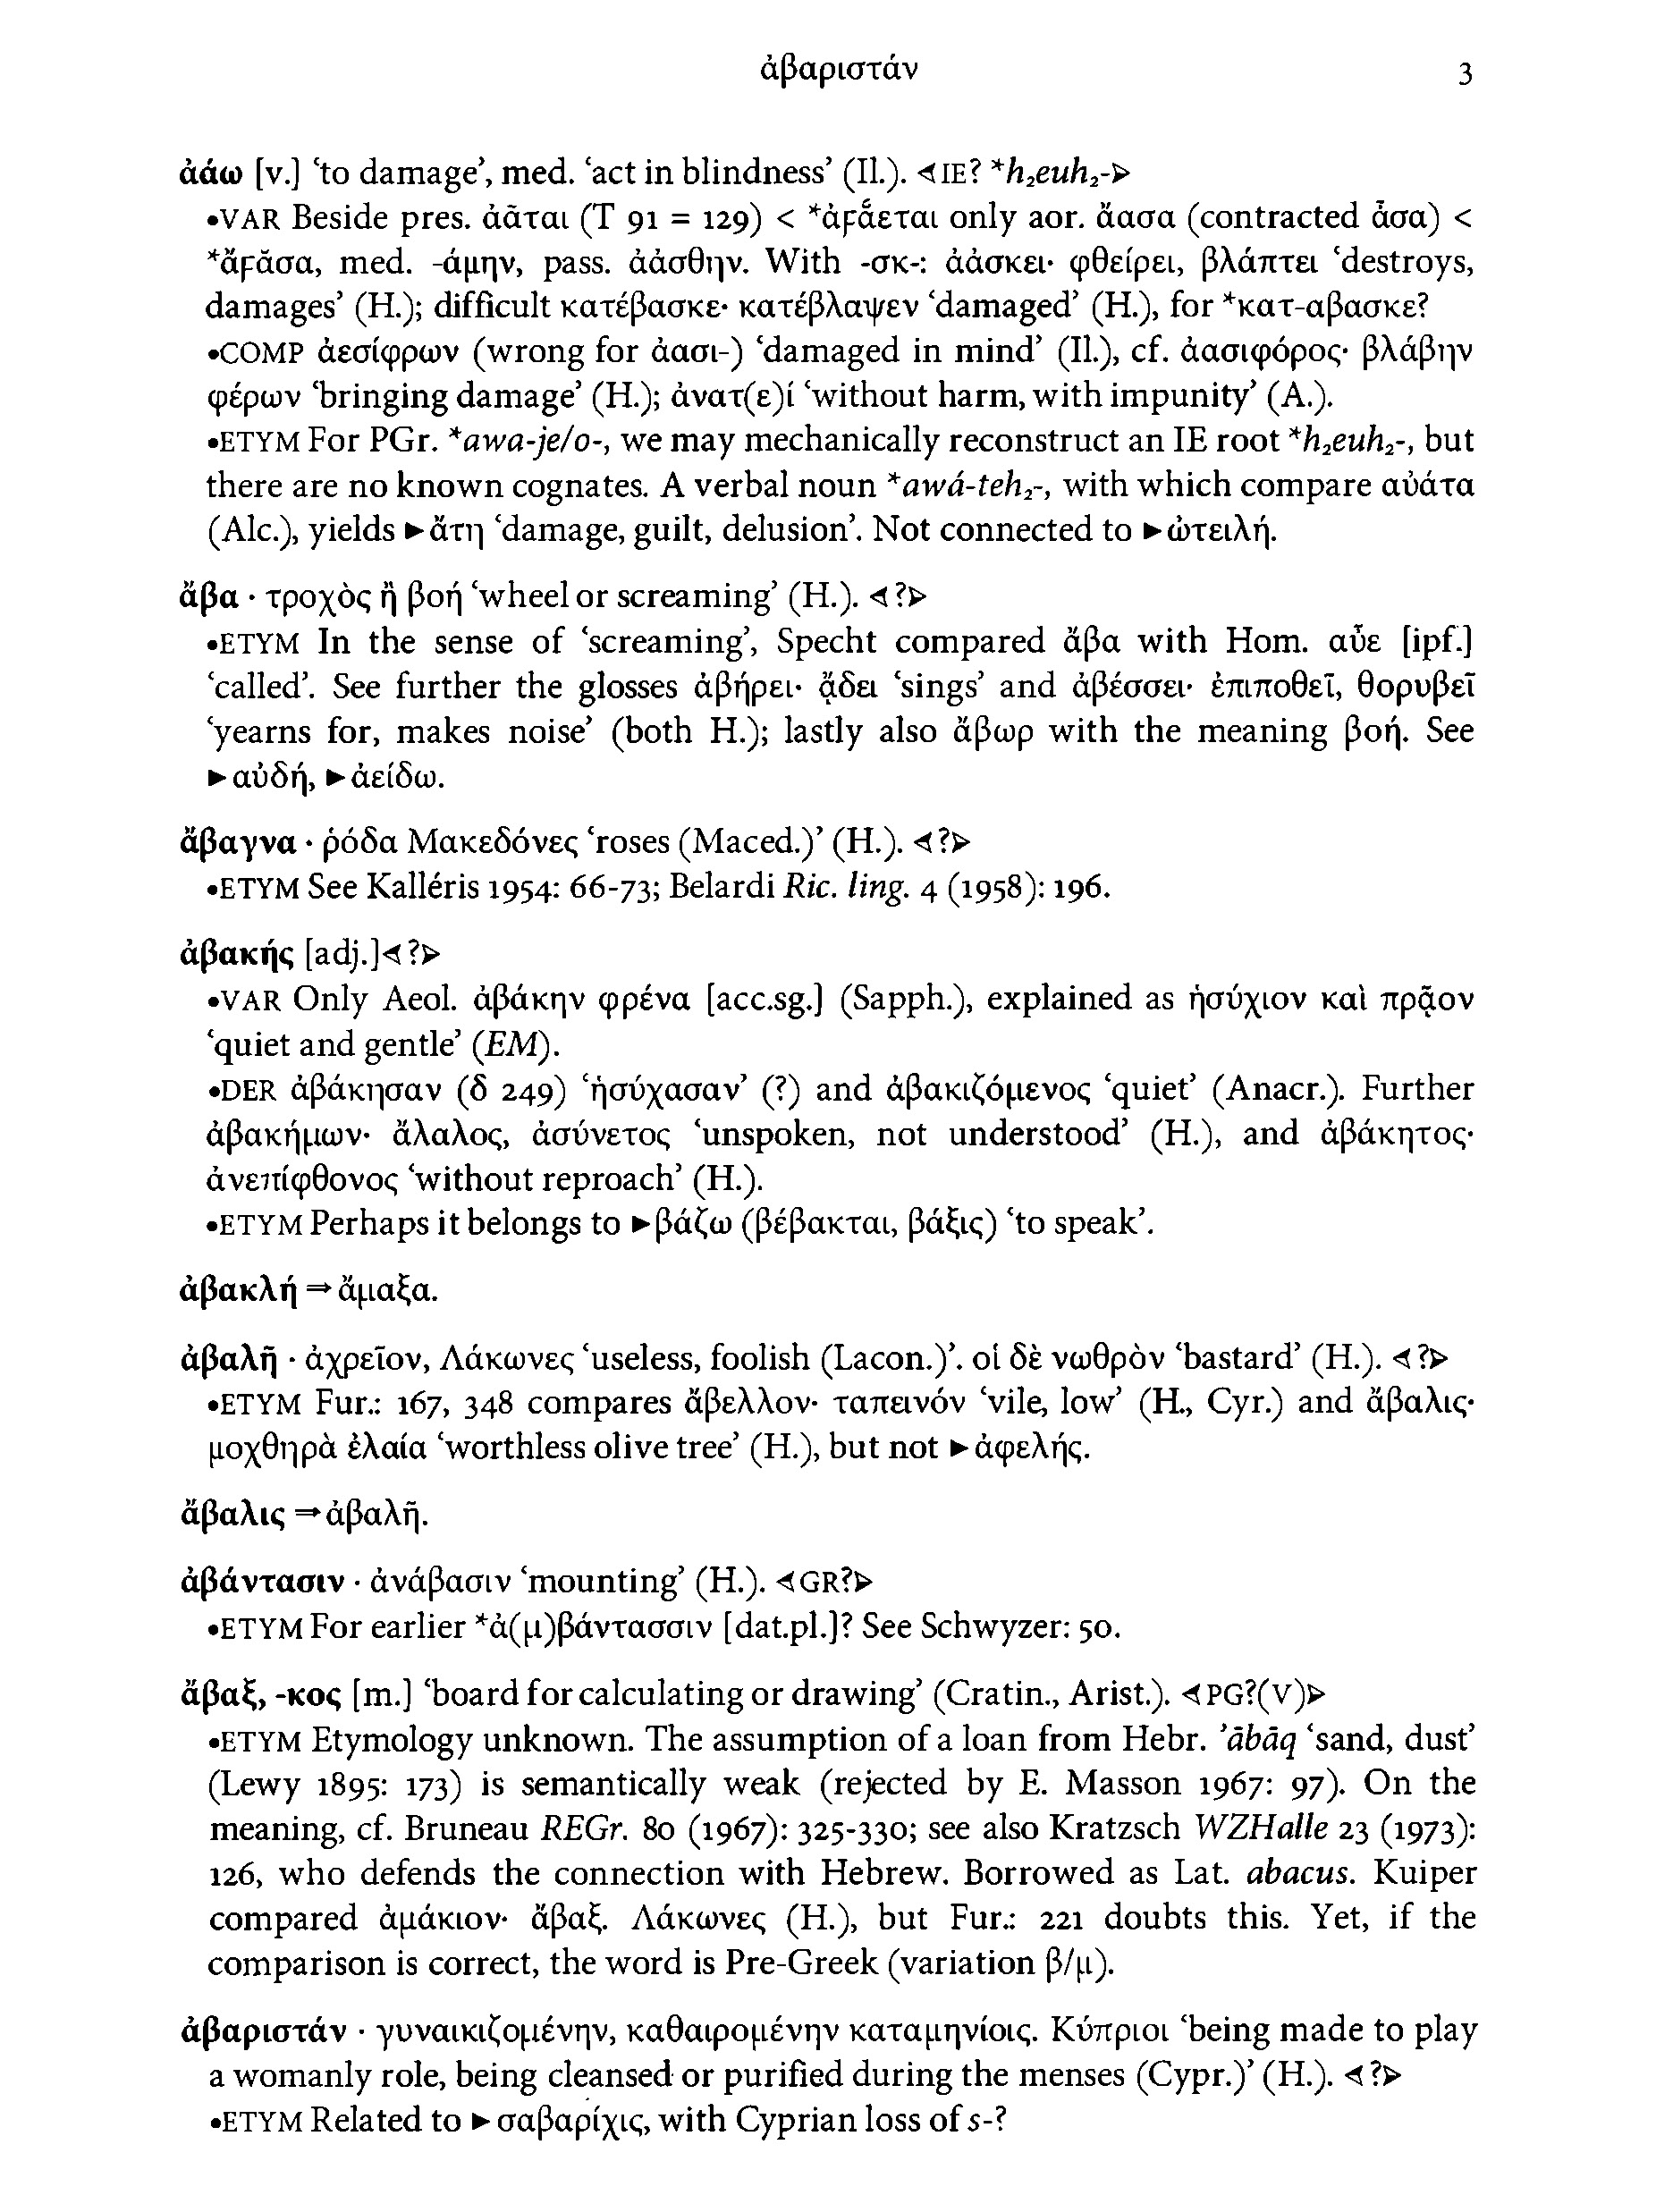 ἀβαριστάν 3
ἀάω [v.] ‘to damage’, med. ‘act in blindness’ (Il.). ⊲IE? *h₂euh₂-⊳
•VAR Beside pres. ἀᾶται (Τ 91 = 129) < *ἀϝάεται only aor. ἄασα (contracted ἆσα) <
*ἄϝᾰσα, med. -άμην, pass. ἀάσθην. With -σκ-: ἀάσκει· φθείρει, βλάπτει ‘destroys,
damages’ (H.); difficult κατέβασκε· κατέβλαψεν ‘damaged’ (H.), for *κατ-αβασκε?
•COMP ἀεσίφρων (wrong for ἀασι-) ‘damaged in mind’ (Il.), cf. ἀασιφόρος· βλάβην
φέρων ‘bringing damage’ (H.); ἀνατ(ε)ί ‘without harm, with impunity’ (A.).
•ETYM For PGr. *awa-je/o-, we may mechanically reconstruct an IE root *h₂euh₂-, but
there are no known cognates. A verbal noun *awá-teh₂-, with which compare αὐάτα
(Alc.), yields ►ἄτη ‘damage, guilt, delusion’. Not connected to ►ὠτειλή.
ἄβα · τροχὸς ἢ βοή ‘wheel or screaming’ (H.). ⊲?⊳
•ETYM In the sense of ‘screaming’, Specht compared ἄβα with Hom. αὖε [ipf.]
‘called’. See further the glosses ἀβήρει· ᾄδει ‘sings’ and ἀβέσσει· ἐπιποθεῖ, θορυβεῖ
‘yearns for, makes noise’ (both H.); lastly also ἄβωρ with the meaning βοή. See
►αὐδή, ►ἀείδω.
ἄβαγνα · ῥόδα Μακεδόνες ‘roses (Maced.)’ (H.). ⊲?⊳
•ETYM See Kalléris 1954: 66-73; Belardi Ric. ling. 4 (1958): 196.
ἀβακής [adj.]⊲?⊳
•VAR Only Aeol. ἀβάκην φρένα [acc.sg.] (Sapph.), explained as ἡσύχιον καὶ πρᾷον
‘quiet and gentle’ (EM).
•DER ἀβάκησαν (δ 249) ‘ἡσύχασαν’ (?) and ἀβακιζόμενος ‘quiet’ (Anacr.). Further
ἀβακήμων· ἄλαλος, ἀσύνετος ‘unspoken, not understood’ (H.), and ἀβάκητος·
ἀνεπίφθονος ‘without reproach’ (H.).
•ETYM Perhaps it belongs to ►βάζω (βέβακται, βάξις) ‘to speak’.
ἀβακλή ⇒ ἄμαξα.
ἀβαλῆ · ἀχρεῖον, Λάκωνες ‘useless, foolish (Lacon.)’. οἱ δὲ νωθρὸν ‘bastard’ (H.). ⊲?⊳
•ETYM Fur.: 167, 348 compares ἄβελλον· ταπεινόν ‘vile, low’ (H., Cyr.) and ἄβαλις·
μοχθηρὰ ἐλαία ‘worthless olive tree’ (H.), but not ►ἀφελής.
ἄβαλις ⇒ ἀβαλῆ.
ἀβάντασιν · ἀνάβασιν ‘mounting’ (H.). ⊲GR?⊳
•ETYM For earlier *ἀ(μ)βάντασσιν [dat.pl.]? See Schwyzer: 50.
ἄβαξ, -κος [m.] ‘board for calculating or drawing’ (Cratin., Arist.). ⊲PG?(V)⊳
•ETYM Etymology unknown. The assumption of a loan from Hebr. ’ābāq ‘sand, dust’
(Lewy 1895: 173) is semantically weak (rejected by E. Masson 1967: 97). On the
meaning, cf. Bruneau REGr. 80 (1967): 325-330; see also Kratzsch WZHalle 23 (1973):
126, who defends the connection with Hebrew. Borrowed as Lat. abacus. Kuiper
compared ἀμάκιον· ἄβαξ. Λάκωνες (H.), but Fur.: 221 doubts this. Yet, if the
comparison is correct, the word is Pre-Greek (variation β/μ).
ἀβαριστάν · γυναικιζομένην, καθαιρομένην καταμηνίοις. Κύπριοι ‘being made to play
a womanly role, being cleansed or purified during the menses (Cypr.)’ (H.). ⊲?⊳
•ETYM Related to ►σαβαρίχις, with Cyprian loss of s-?